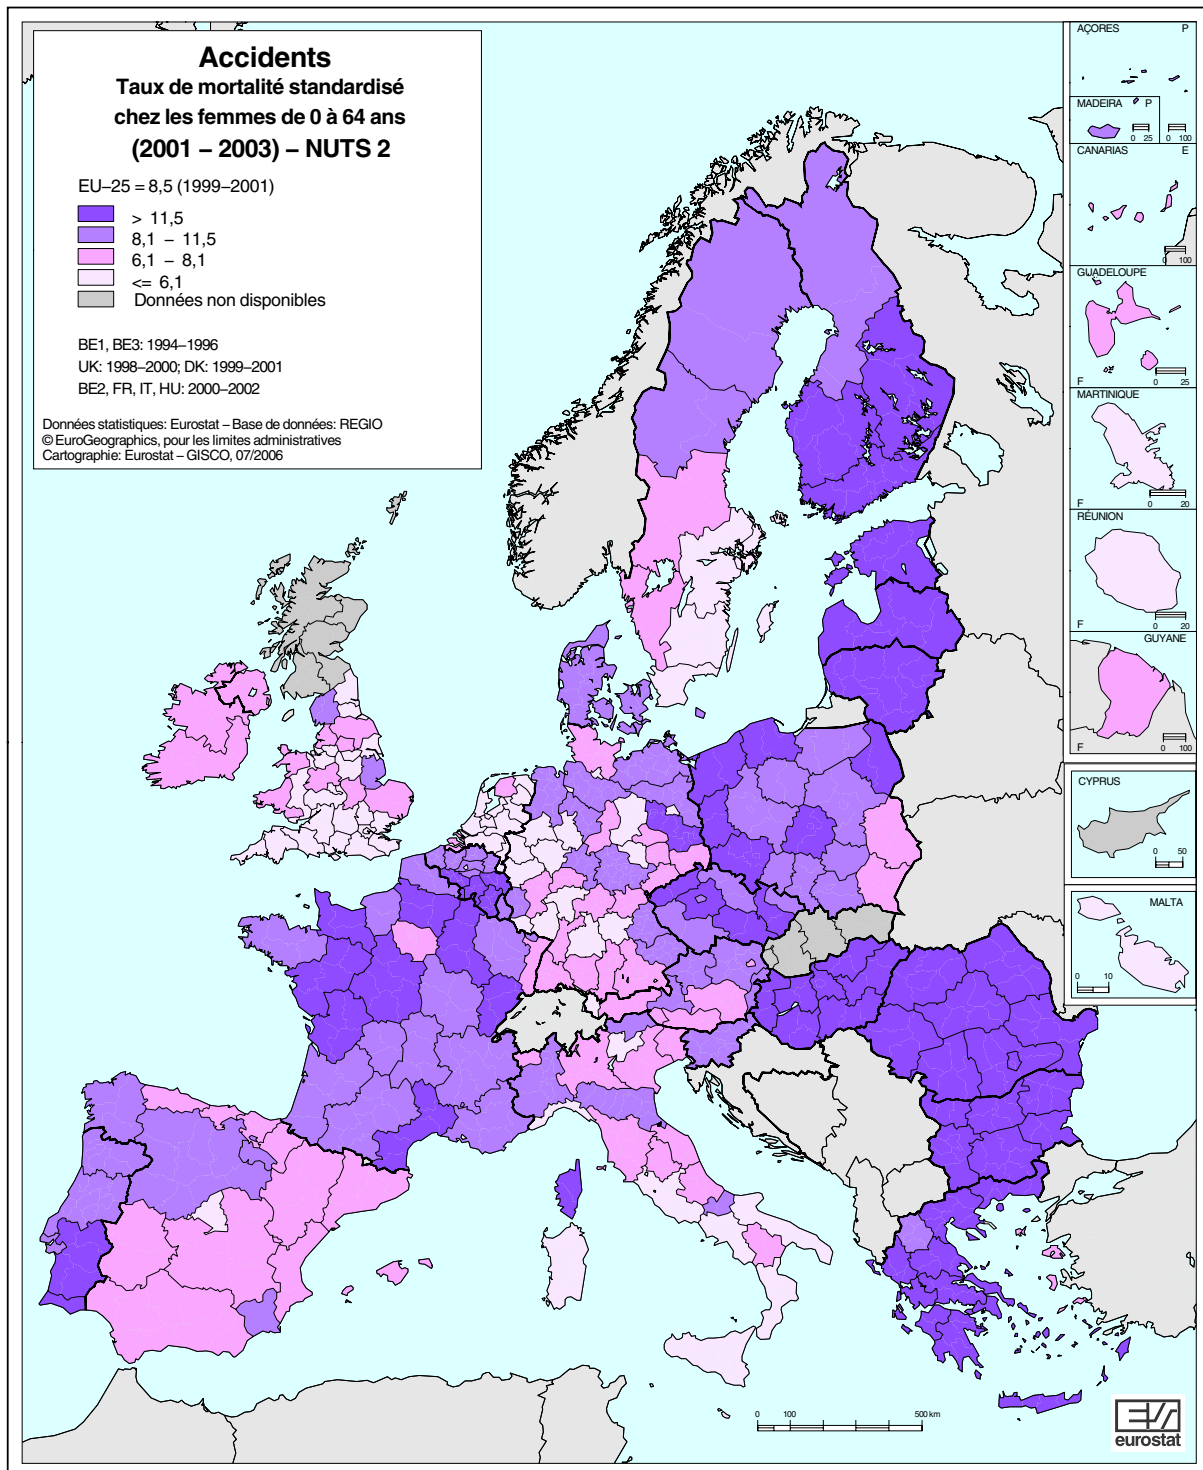 Accidents
Taux de mortalité standardisé
chez les femmes de 0 à 64 ans
(2001 – 2003) – NUTS 2
EU–25 = 8,5 (1999–2001)
> 11,5
8,1 – 11,5
6,1 – 8,1
<= 6,1
Données non disponibles
BE1, BE3: 1994–1996
UK: 1998–2000; DK: 1999–2001
BE2, FR, IT, HU: 2000–2002
Données statistiques: Eurostat – Base de données: REGIO
© EuroGeographics, pour les limites administratives
Cartographie: Eurostat – GISCO, 07/2006
AÇORES P
MADEIRA P
0 25
0 100
CANARIAS E
0 100
GUADELOUPE
F
0 25
MARTINIQUE
F
0 20
RÉUNION
F
0 20
GUYANE
F
0 100
CYPRUS
0 50
MALTA
0 10
0 100 500 km
eurostat